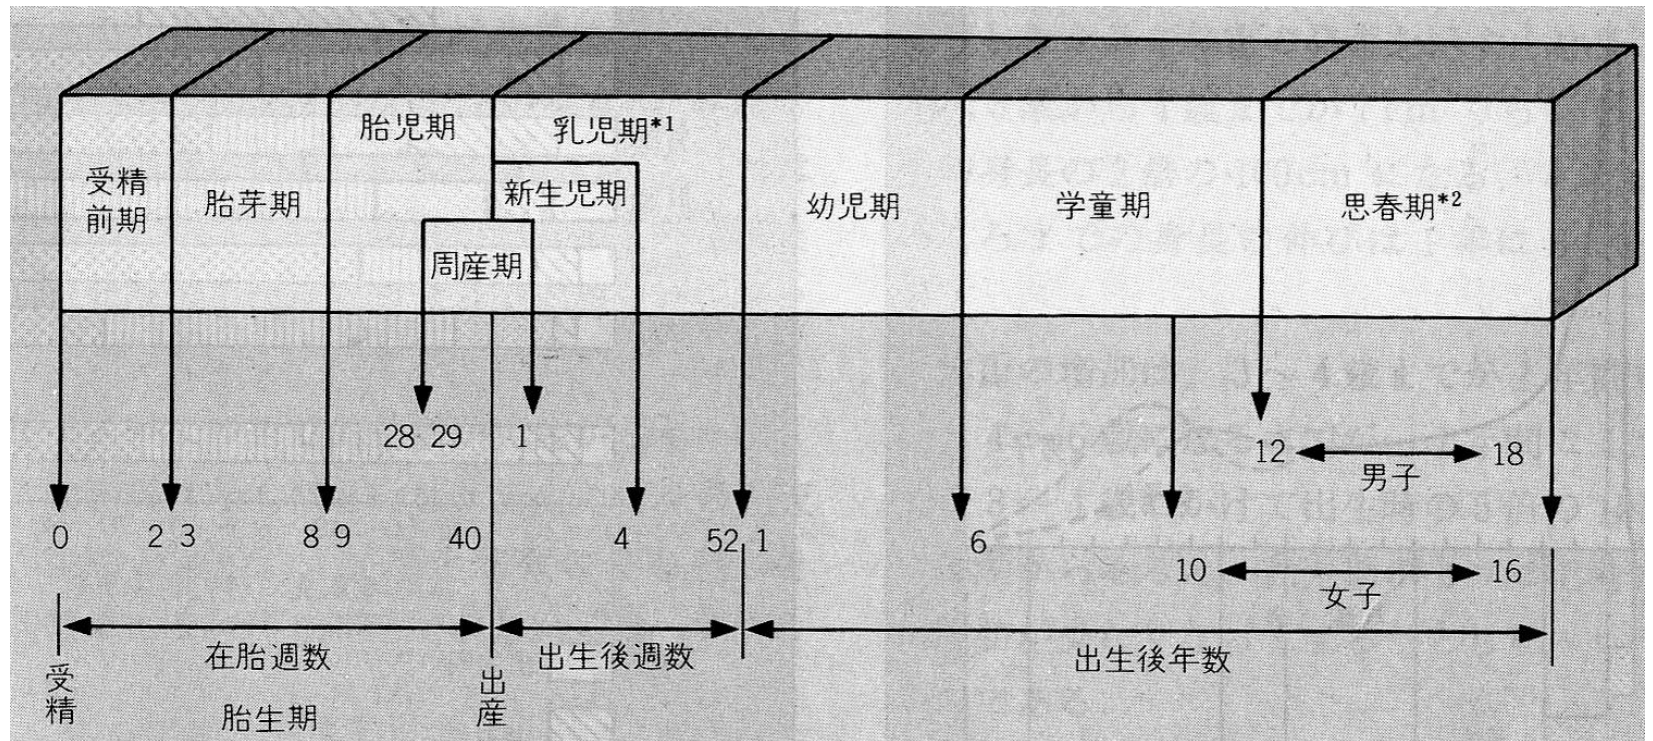 胎児期
乳児期*1
受精
前期
胎芽期
新生児期
幼児期
学童期
思春期*2
周産期
28 29
1
12
18
男子
0
2 3
8 9
40
4
52 1
6
10
16
女子
在胎週数
出生後週数
出生後年数
受精
出産
胎生期